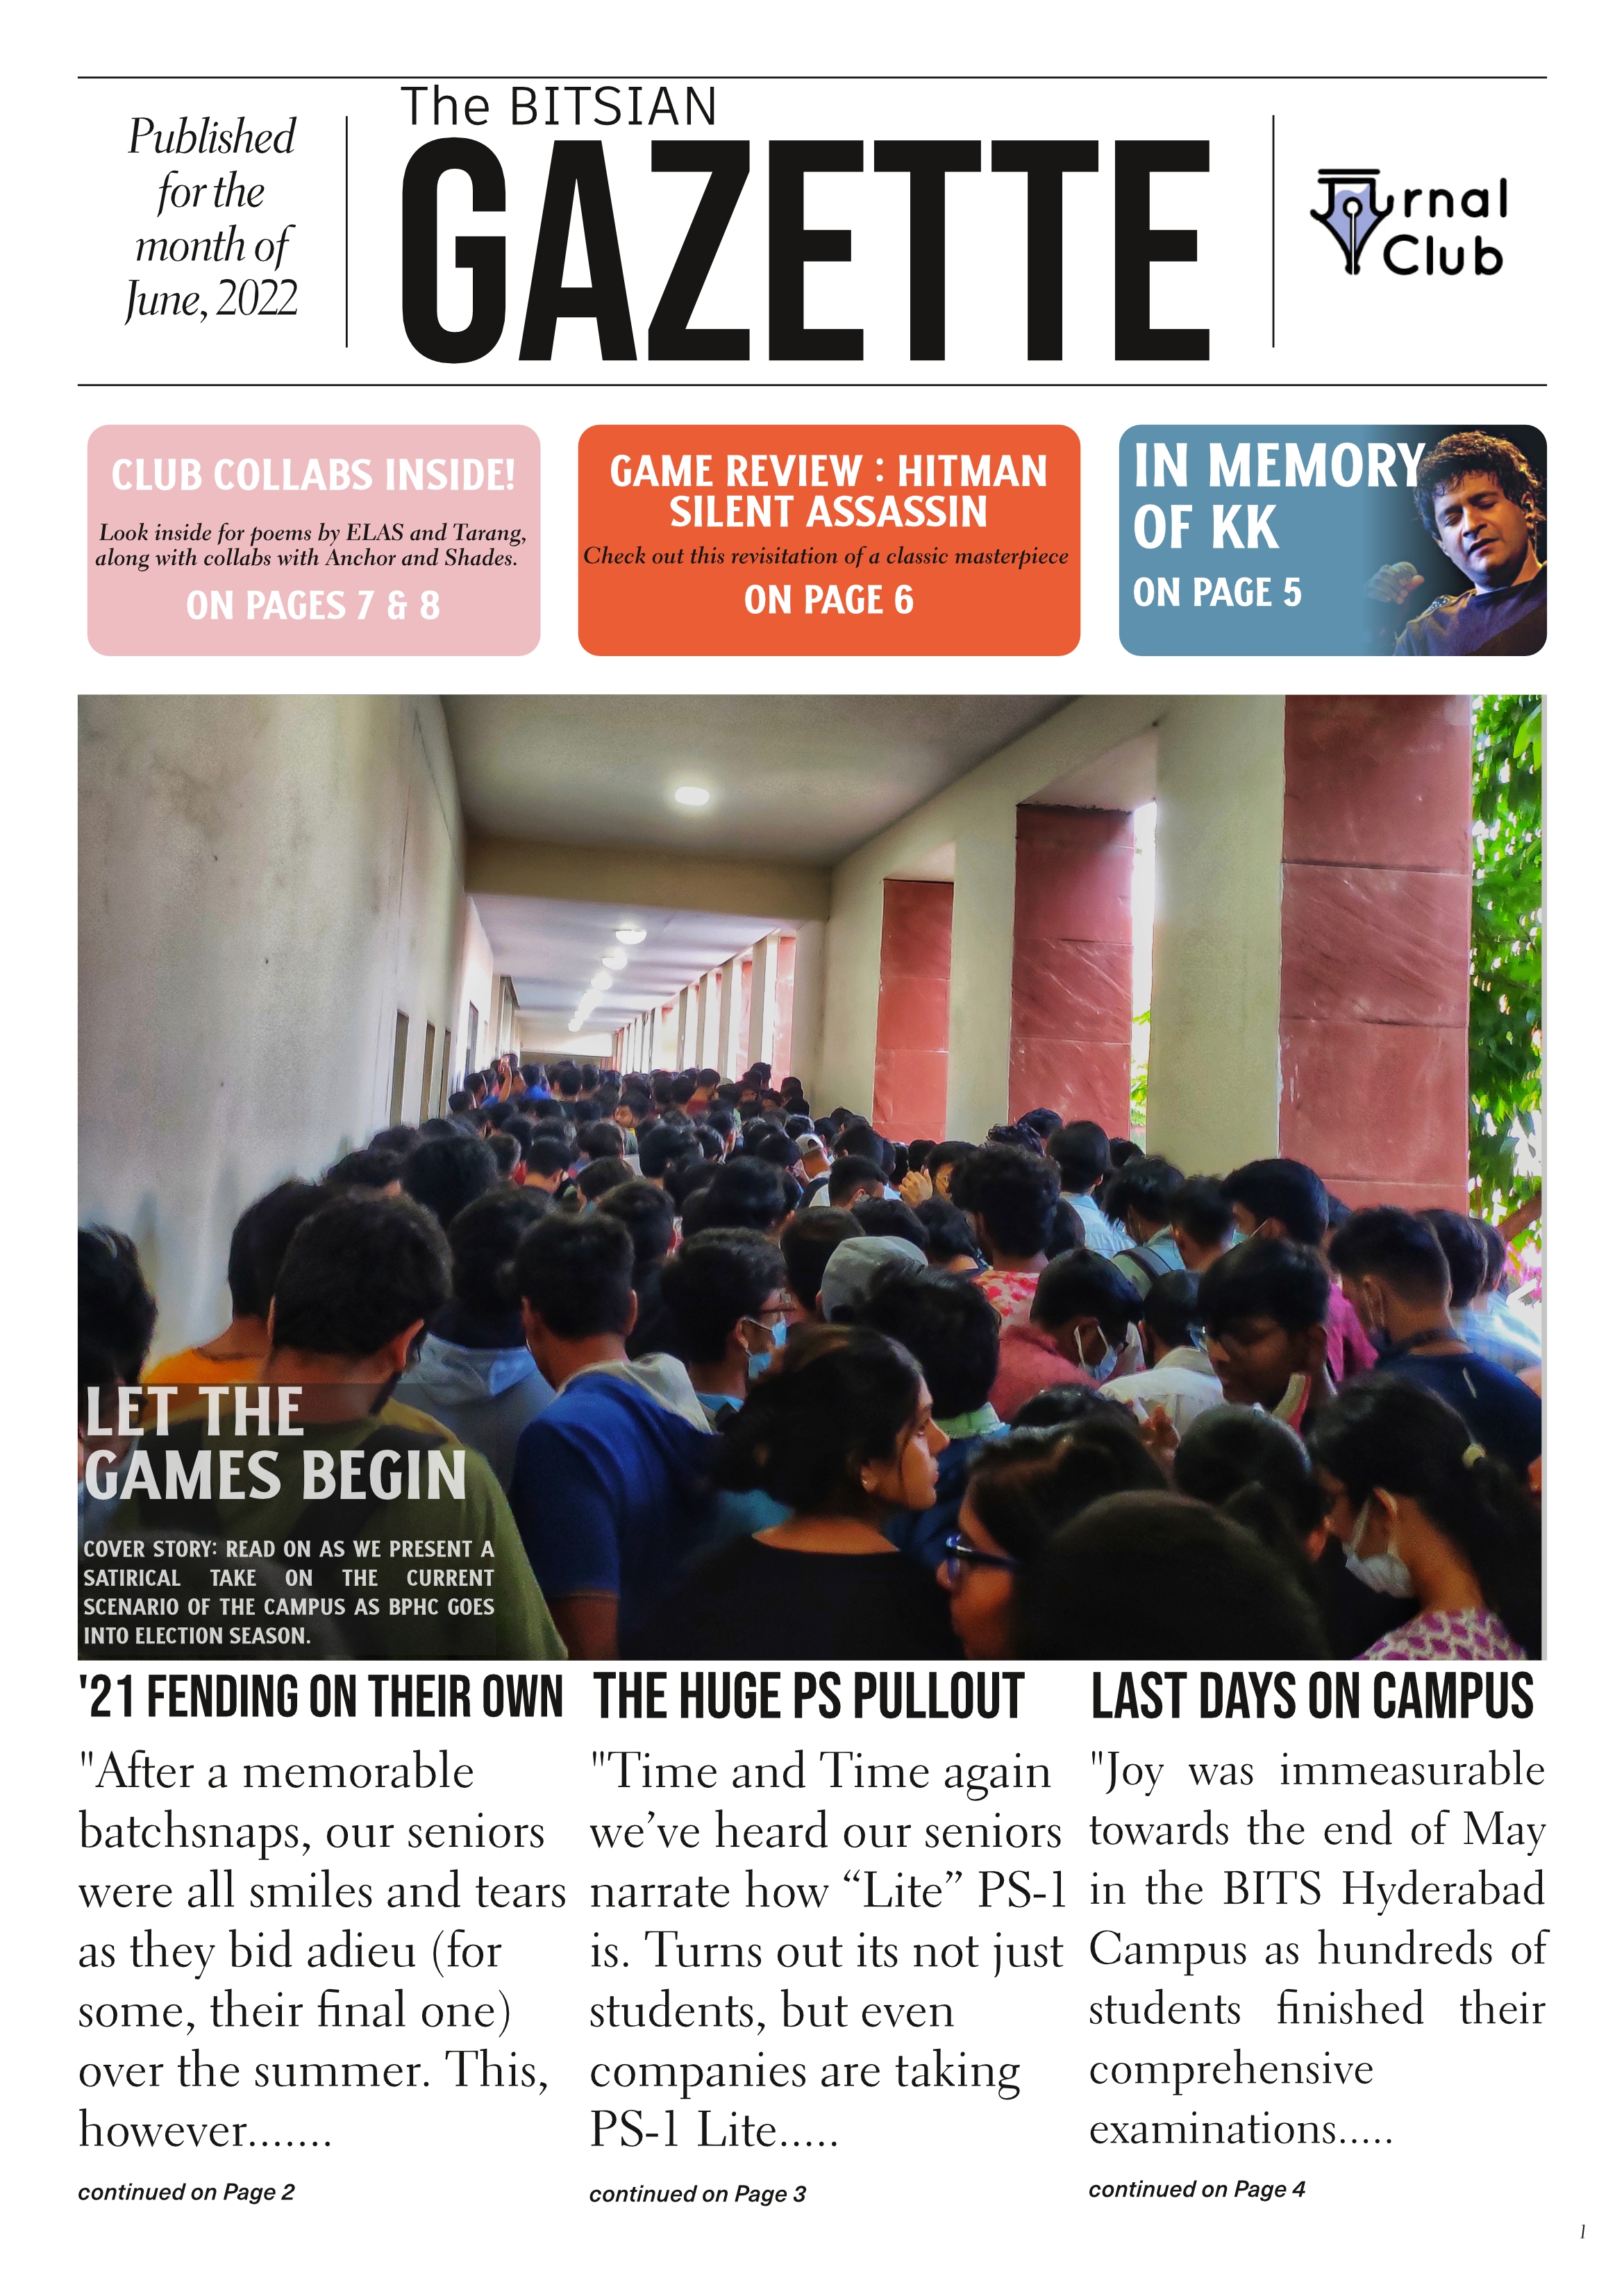 Published
for the
month of
June, 2022
The BITSIAN
GAZETTE
Journal
Club
CLUB COLLABS INSIDE!
Look inside for poems by ELAS and Tarang,
along with collabs with Anchor and Shades.
ON PAGES 7 & 8
GAME REVIEW : HITMAN
SILENT ASSASSIN
Check out this revisitation of a classic masterpiece
ON PAGE 6
IN MEMORY
OF KK
ON PAGE 5
LET THE
GAMES BEGIN
COVER STORY: READ ON AS WE PRESENT A
SATIRICAL TAKE ON THE CURRENT
SCENARIO OF THE CAMPUS AS BPHC GOES
INTO ELECTION SEASON.
'21 FENDING ON THEIR OWN
"After a memorable
batchsnaps, our seniors
were all smiles and tears
as they bid adieu (for
some, their final one)
over the summer. This,
however.......
continued on Page 2
THE HUGE PS PULLOUT
"Time and Time again
we’ve heard our seniors
narrate how “Lite” PS-1
is. Turns out its not just
students, but even
companies are taking
PS-1 Lite.....
continued on Page 3
LAST DAYS ON CAMPUS
"Joy was immeasurable
towards the end of May
in the BITS Hyderabad
Campus as hundreds of
students finished their
comprehensive
examinations.....
continued on Page 4
1